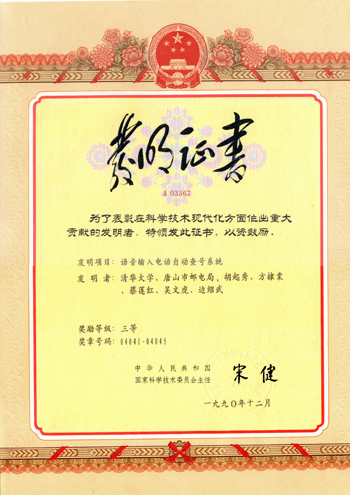 发明证书
A 03367
为了表彰在科学技术现代化方面作出重大
贡献的发明者，特颁发此证书，以资鼓励。
发明项目：语音输入电话自动查号系统
发 明 者：清华大学、唐山市邮电局，胡起秀、方棣棠
、蔡莲红、吴文虎、边绍武
奖励等级：三等
奖章号码：04041-04045
中华人民共和国
国家科学技术委员会主任
宋健
一九九〇年十二月